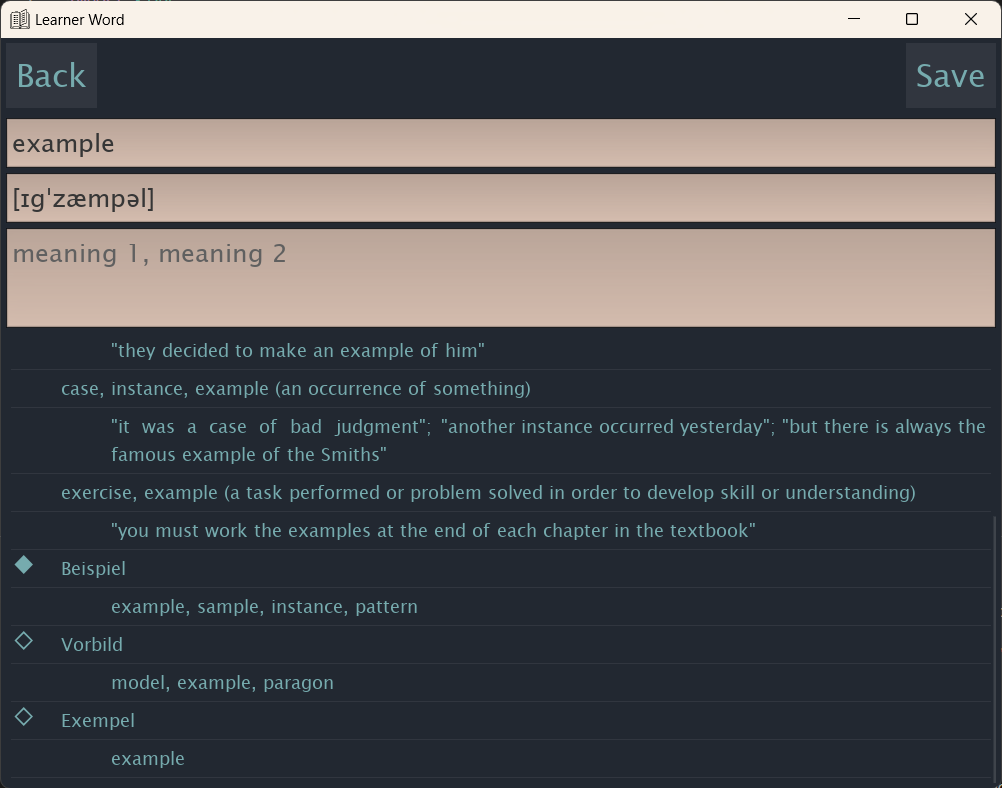 Learner Word
Back
Save
example
[ɪɡˈzæmpəl]
meaning 1, meaning 2
"they decided to make an example of him"
case, instance, example (an occurrence of something)
"it was a case of bad judgment"; "another instance occurred yesterday"; "but there is always the
famous example of the Smiths"
exercise, example (a task performed or problem solved in order to develop skill or understanding)
"you must work the examples at the end of each chapter in the textbook"
Beispiel
example, sample, instance, pattern
Vorbild
model, example, paragon
Exempel
example